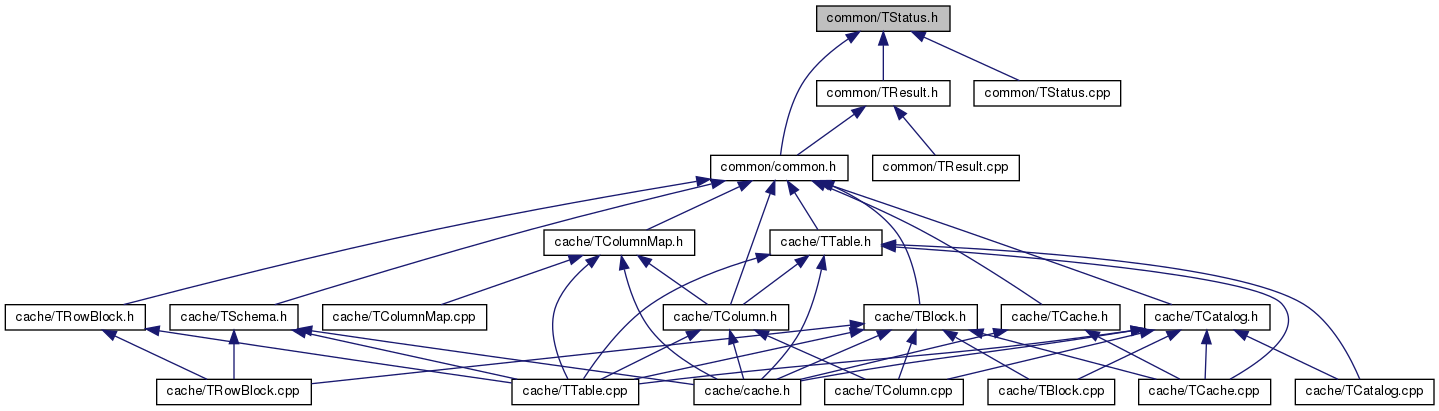 common/TStatus.h
common/TResult.h
common/TStatus.cpp
common/common.h
common/TResult.cpp
cache/TColumnMap.h
cache/TTable.h
cache/TRowBlock.h
cache/TSchema.h
cache/TColumnMap.cpp
cache/TColumn.h
cache/TBlock.h
cache/TCache.h
cache/TCatalog.h
cache/TRowBlock.cpp
cache/TTable.cpp
cache/cache.h
cache/TColumn.cpp
cache/TBlock.cpp
cache/TCache.cpp
cache/TCatalog.cpp